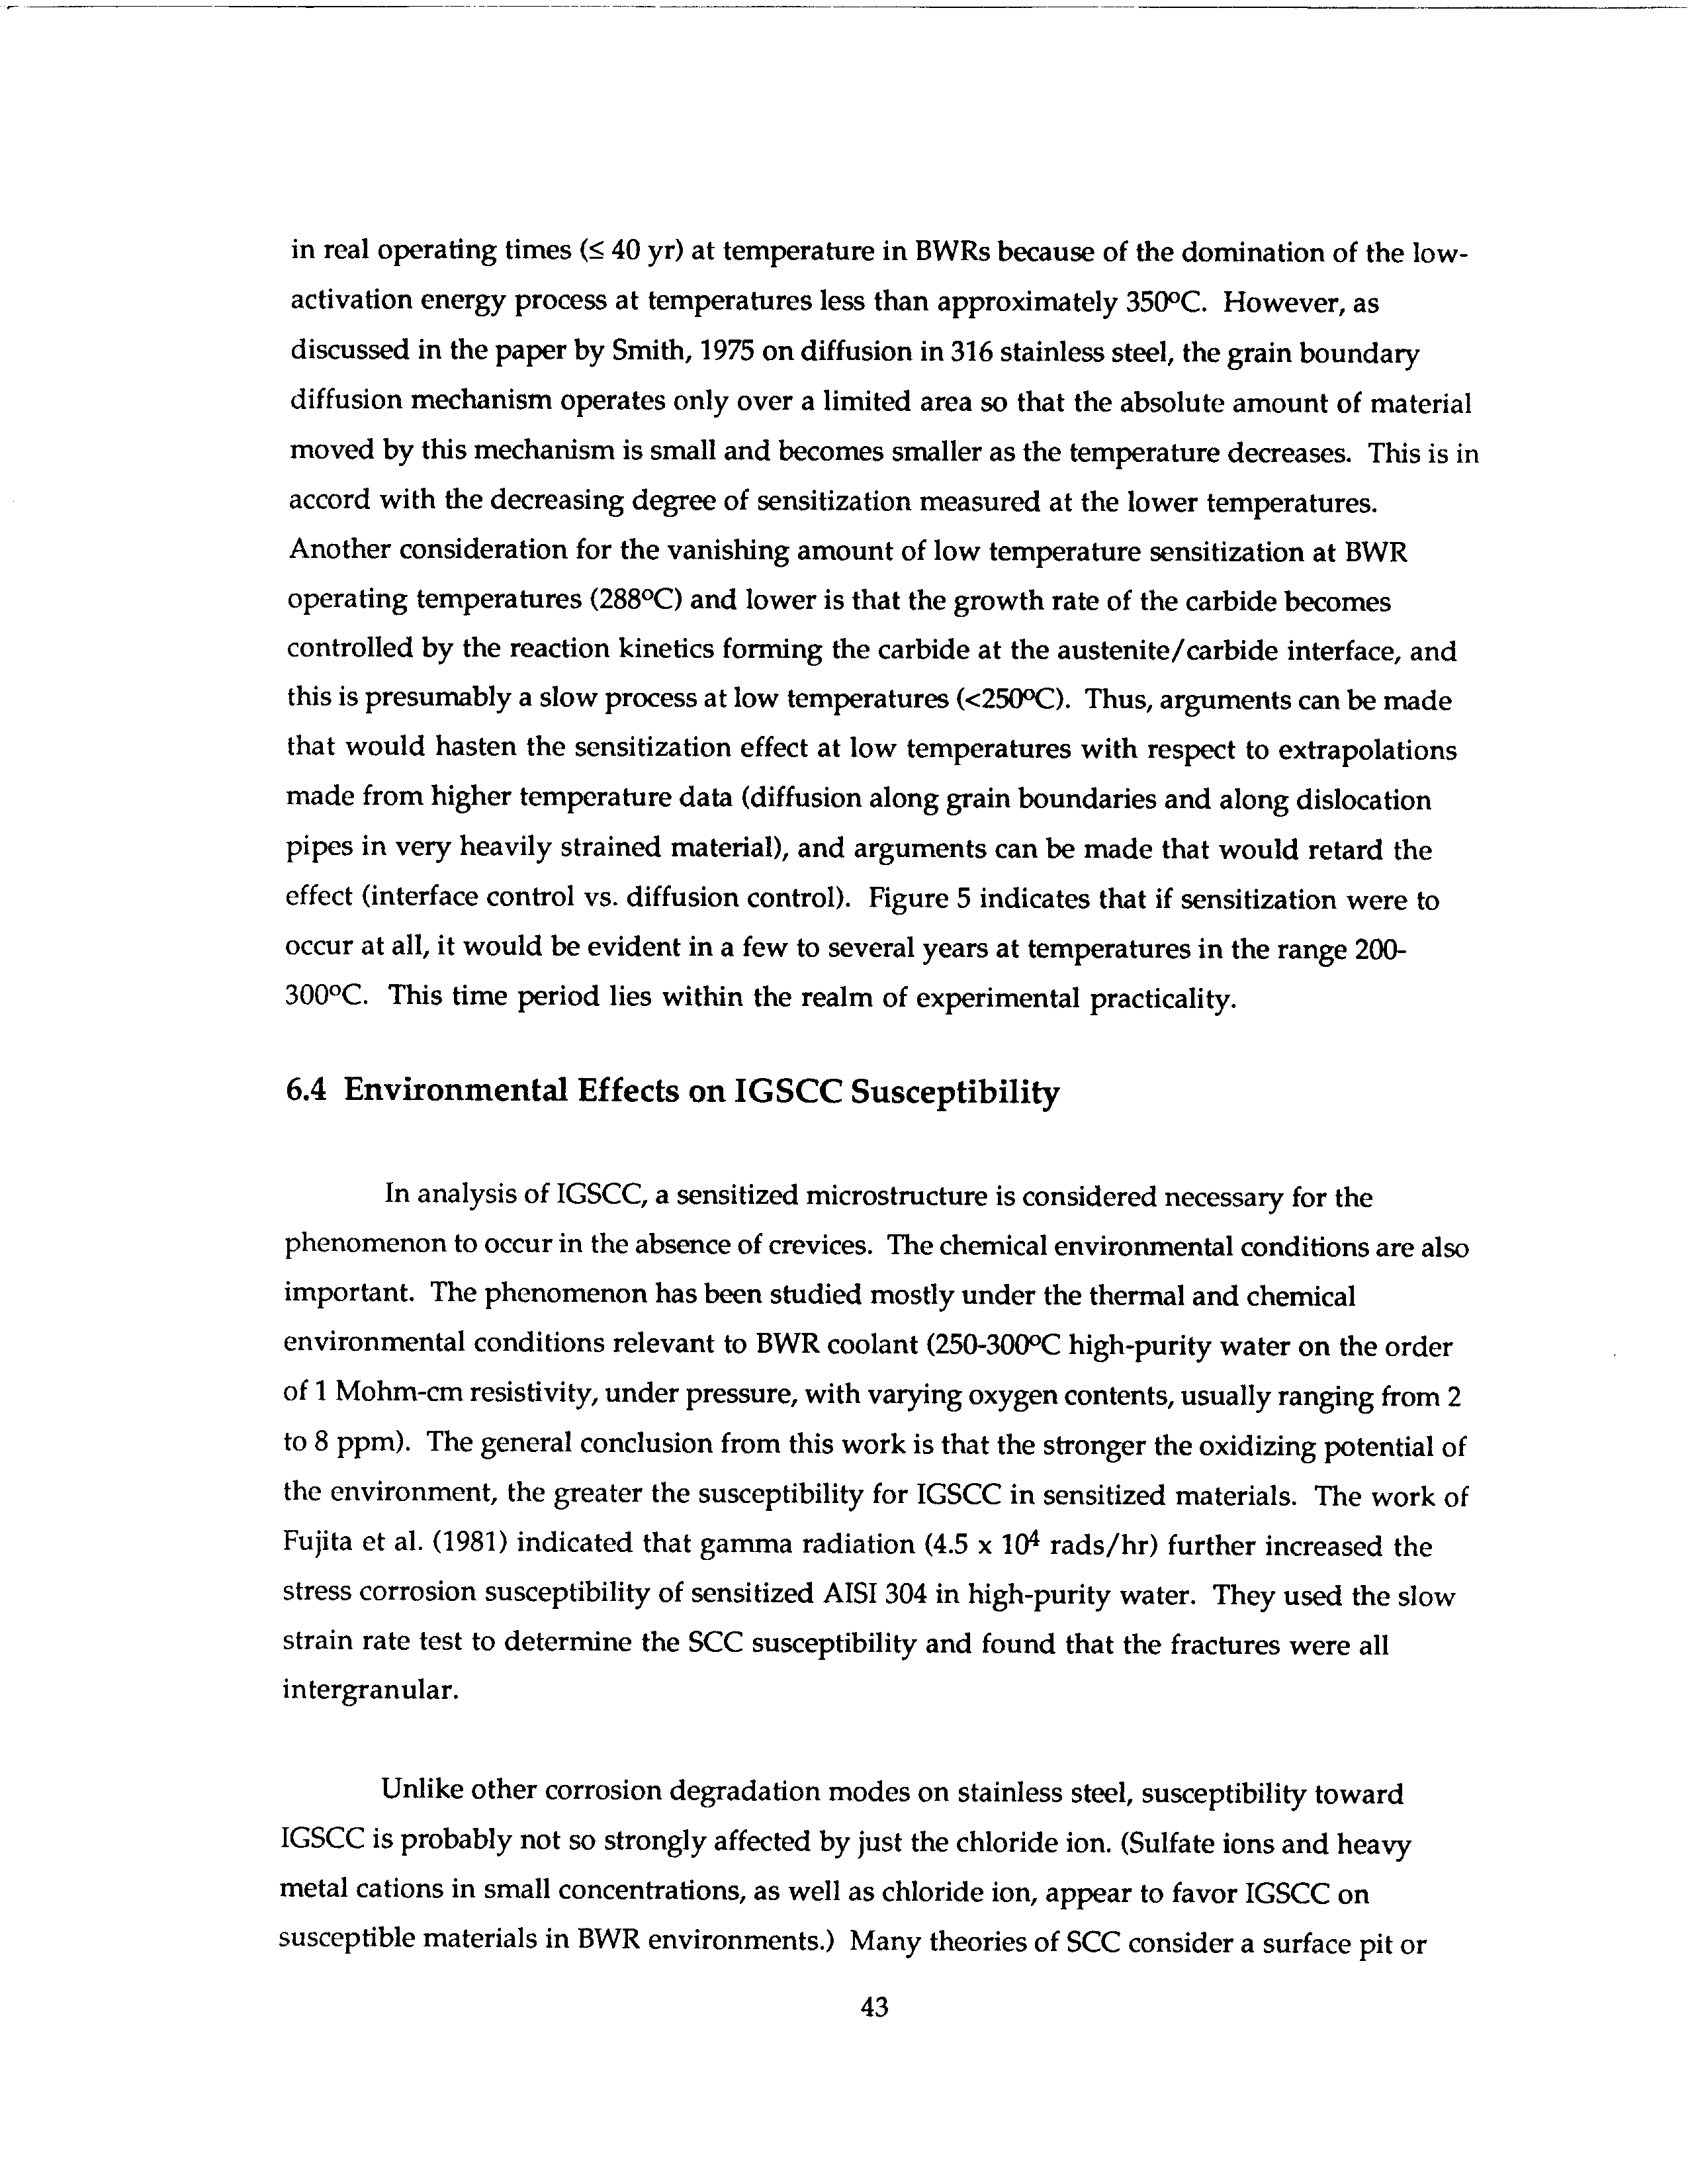 in real operating times (≤ 40 yr) at temperature in BWRs because of the domination of the low-
activation energy process at temperatures less than approximately 350ºC. However, as
discussed in the paper by Smith, 1975 on diffusion in 316 stainless steel, the grain boundary
diffusion mechanism operates only over a limited area so that the absolute amount of material
moved by this mechanism is small and becomes smaller as the temperature decreases. This is in
accord with the decreasing degree of sensitization measured at the lower temperatures.
Another consideration for the vanishing amount of low temperature sensitization at BWR
operating temperatures (288ºC) and lower is that the growth rate of the carbide becomes
controlled by the reaction kinetics forming the carbide at the austenite/carbide interface, and
this is presumably a slow process at low temperatures (<250ºC). Thus, arguments can be made
that would hasten the sensitization effect at low temperatures with respect to extrapolations
made from higher temperature data (diffusion along grain boundaries and along dislocation
pipes in very heavily strained material), and arguments can be made that would retard the
effect (interface control vs. diffusion control). Figure 5 indicates that if sensitization were to
occur at all, it would be evident in a few to several years at temperatures in the range 200-
300ºC. This time period lies within the realm of experimental practicality.
6.4 Environmental Effects on IGSCC Susceptibility
In analysis of IGSCC, a sensitized microstructure is considered necessary for the
phenomenon to occur in the absence of crevices. The chemical environmental conditions are also
important. The phenomenon has been studied mostly under the thermal and chemical
environmental conditions relevant to BWR coolant (250-300ºC high-purity water on the order
of 1 Mohm-cm resistivity, under pressure, with varying oxygen contents, usually ranging from 2
to 8 ppm). The general conclusion from this work is that the stronger the oxidizing potential of
the environment, the greater the susceptibility for IGSCC in sensitized materials. The work of
Fujita et al. (1981) indicated that gamma radiation (4.5 x 10⁴ rads/hr) further increased the
stress corrosion susceptibility of sensitized AISI 304 in high-purity water. They used the slow
strain rate test to determine the SCC susceptibility and found that the fractures were all
intergranular.
Unlike other corrosion degradation modes on stainless steel, susceptibility toward
IGSCC is probably not so strongly affected by just the chloride ion. (Sulfate ions and heavy
metal cations in small concentrations, as well as chloride ion, appear to favor IGSCC on
susceptible materials in BWR environments.) Many theories of SCC consider a surface pit or
43